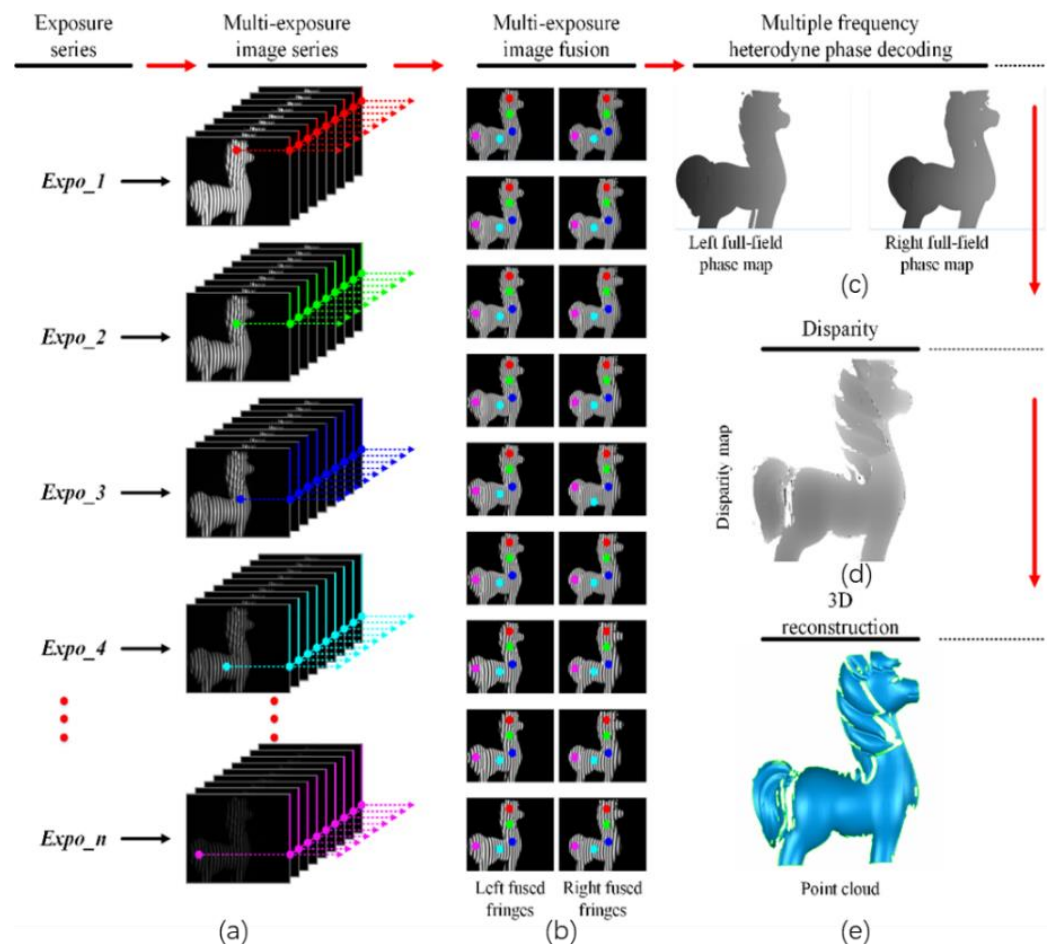 Exposure
series
Multi-exposure
image series
Multi-exposure
image fusion
Multiple frequency
heterodyne phase decoding
Expo_1
Expo_2
Expo_3
Expo_4
Expo_n
(a)
Left fused
fringes
Right fused
fringes
(b)
Left full-field
phase map
Right full-field
phase map
(c)
Disparity
Disparity map
(d)
3D
reconstruction
Point cloud
(e)